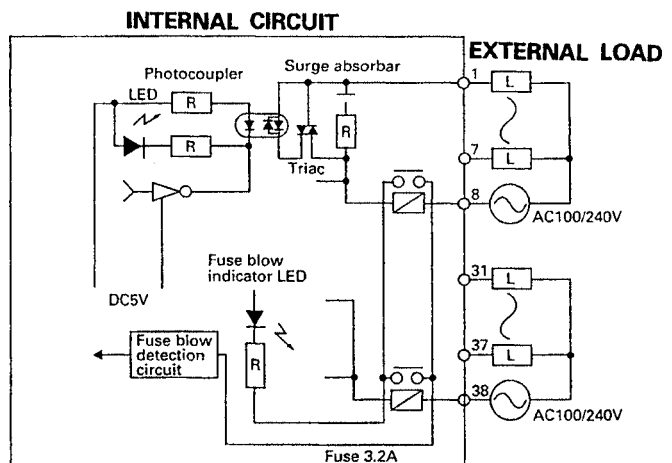 INTERNAL CIRCUIT
EXTERNAL LOAD
Photocoupler
Surge absorbar
LED
R
R
R
Triac
1
L
7
L
8
AC100/240V
DC5V
Fuse blow
indicator LED
R
Fuse blow
detection
circuit
31
L
37
L
38
AC100/240V
Fuse 3.2A